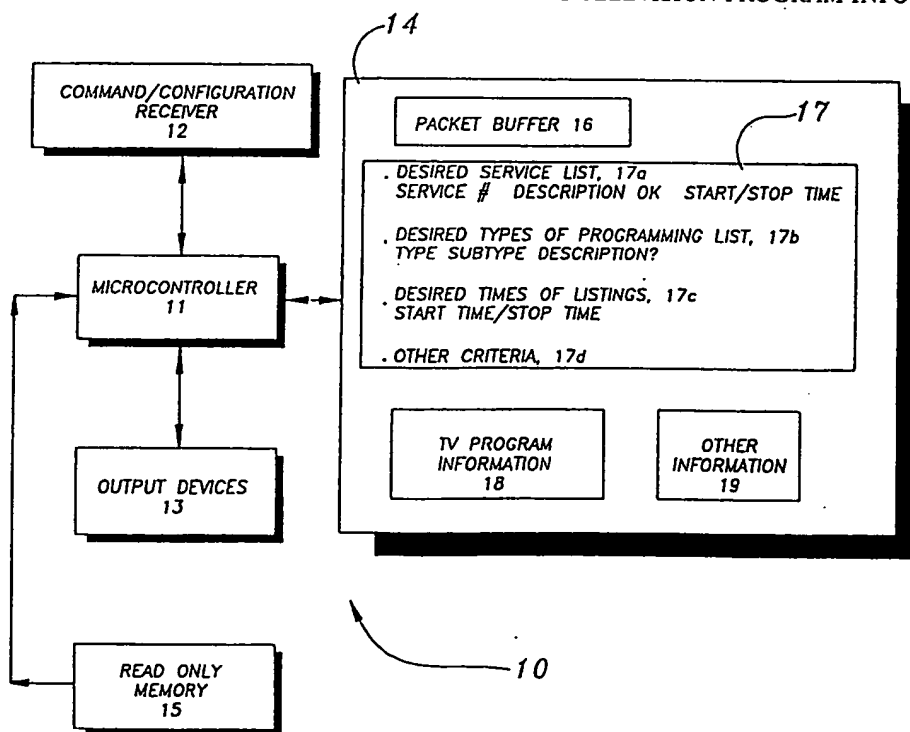 TELEVISION PROGRAM INFO
14
COMMAND/CONFIGURATION
RECEIVER
12
PACKET BUFFER 16
17
. DESIRED SERVICE LIST, 17a
SERVICE # DESCRIPTION OK START/STOP TIME
. DESIRED TYPES OF PROGRAMMING LIST, 17b
TYPE SUBTYPE DESCRIPTION?
. DESIRED TIMES OF LISTINGS, 17c
START TIME/STOP TIME
. OTHER CRITERIA, 17d
MICROCONTROLLER
11
OUTPUT DEVICES
13
TV PROGRAM
INFORMATION
18
OTHER
INFORMATION
19
10
READ ONLY
MEMORY
15